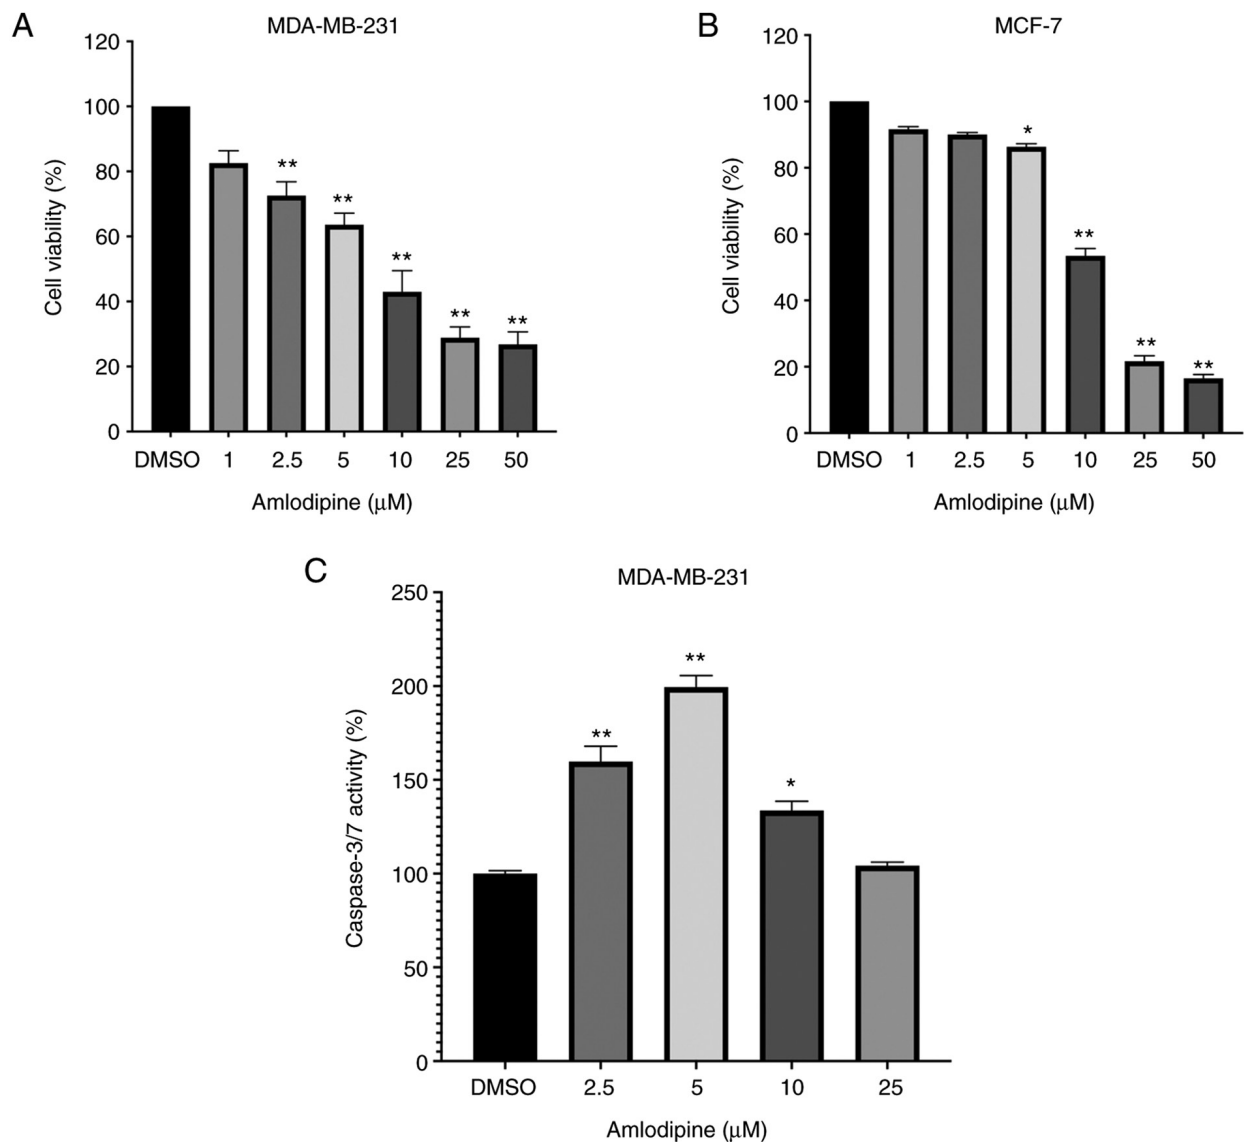 A
MDA-MB-231
120
100
80
60
40
20
0
Cell viability (%)
**
**
**
**
**
DMSO 1 2.5 5 10 25 50
Amlodipine (μM)
B
MCF-7
120
100
80
60
40
20
0
Cell viability (%)
*
**
**
**
DMSO 1 2.5 5 10 25 50
Amlodipine (μM)
C
MDA-MB-231
250
200
150
100
50
0
Caspase-3/7 activity (%)
**
**
*
DMSO 2.5 5 10 25
Amlodipine (μM)